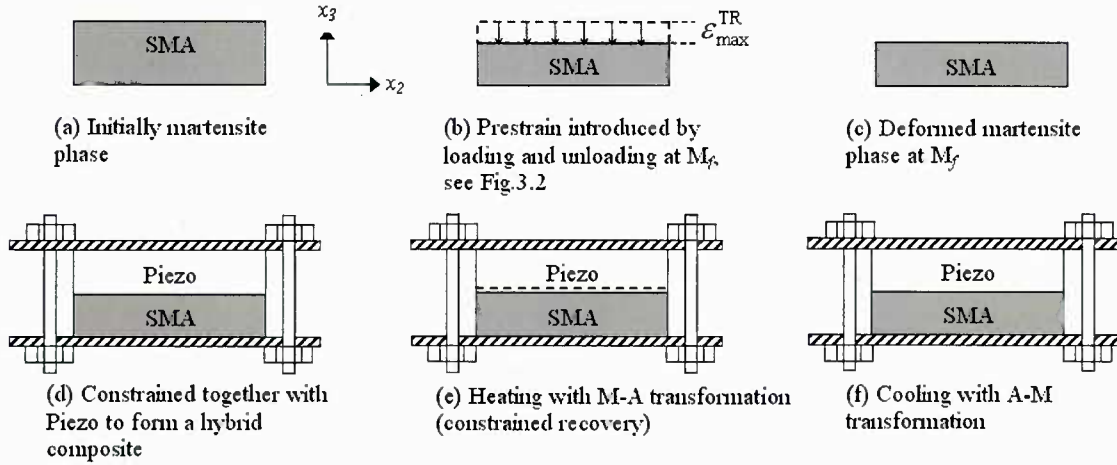 SMA
x₃
x₂
SMA
ε TR max
SMA
(a) Initially martensite
phase
(b) Prestrain introduced by
loading and unloading at Mf,
see Fig.3.2
(c) Deformed martensite
phase at Mf
Piezo
SMA
Piezo
SMA
Piezo
SMA
(d) Constrained together with
Piezo to form a hybrid
composite
(e) Heating with M-A transformation
(constrained recovery)
(f) Cooling with A-M
transformation